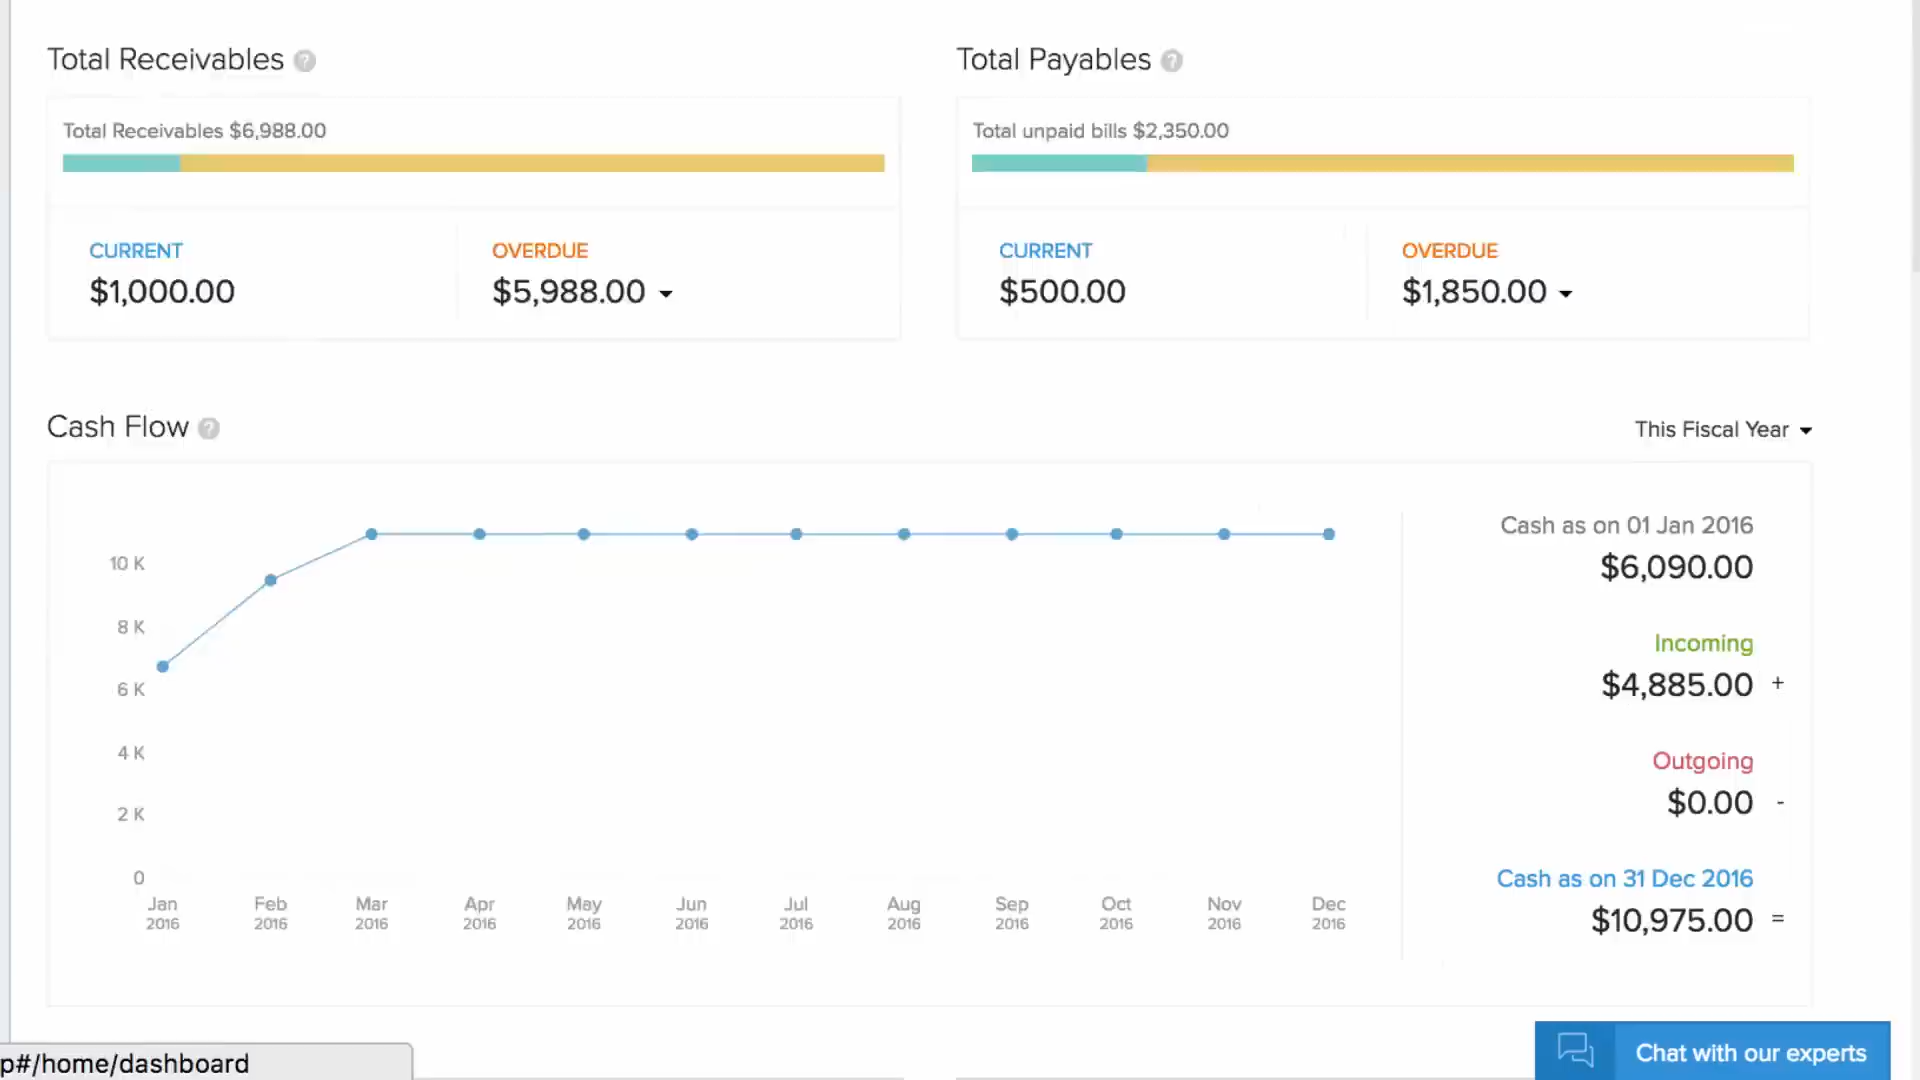 Total Receivables ?
Total Receivables $6,988.00
CURRENT
$1,000.00
OVERDUE
$5,988.00
Total Payables ?
Total unpaid bills $2,350.00
CURRENT
$500.00
OVERDUE
$1,850.00
Cash Flow ?
This Fiscal Year
10 K
8 K
6 K
4 K
2 K
0
Jan 2016
Feb 2016
Mar 2016
Apr 2016
May 2016
Jun 2016
Jul 2016
Aug 2016
Sep 2016
Oct 2016
Nov 2016
Dec 2016
Cash as on 01 Jan 2016
$6,090.00
Incoming
$4,885.00 +
Outgoing
$0.00 -
Cash as on 31 Dec 2016
$10,975.00 =
p#/home/dashboard
Chat with our experts